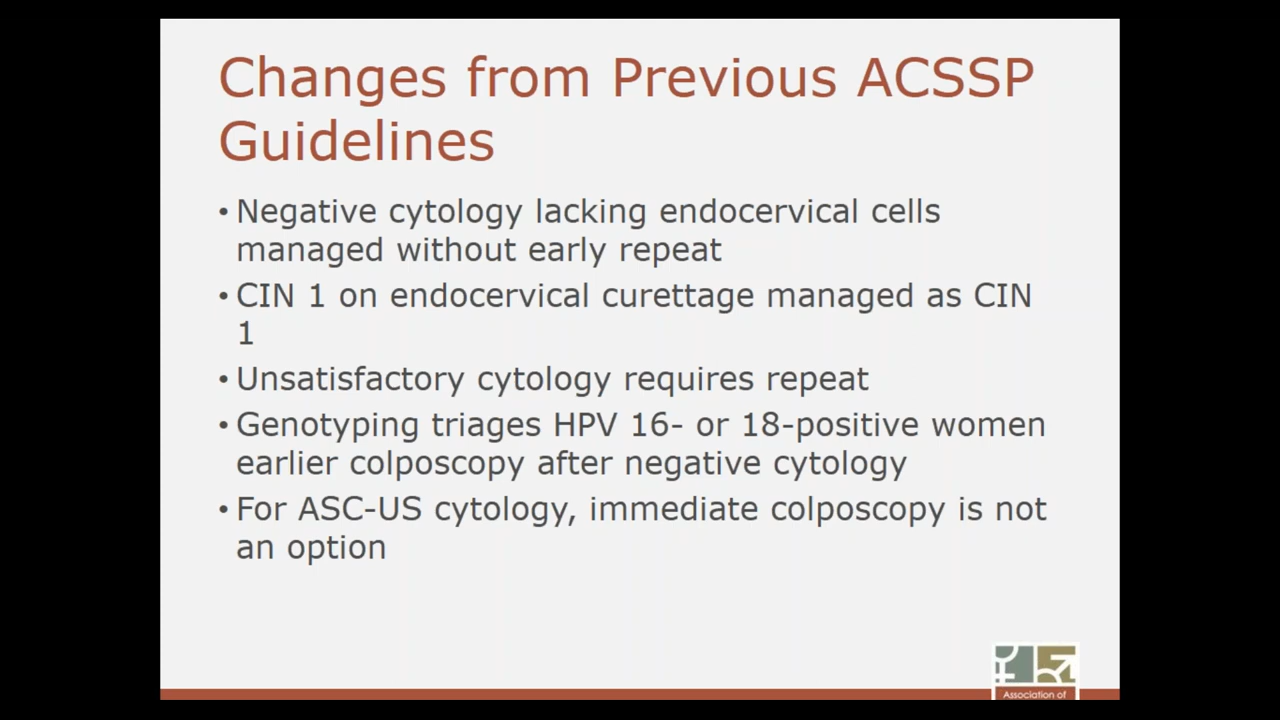 Changes from Previous ACSSP
Guidelines
• Negative cytology lacking endocervical cells
managed without early repeat
• CIN 1 on endocervical curettage managed as CIN
1
• Unsatisfactory cytology requires repeat
• Genotyping triages HPV 16- or 18-positive women
earlier colposcopy after negative cytology
• For ASC-US cytology, immediate colposcopy is not
an option
Association of